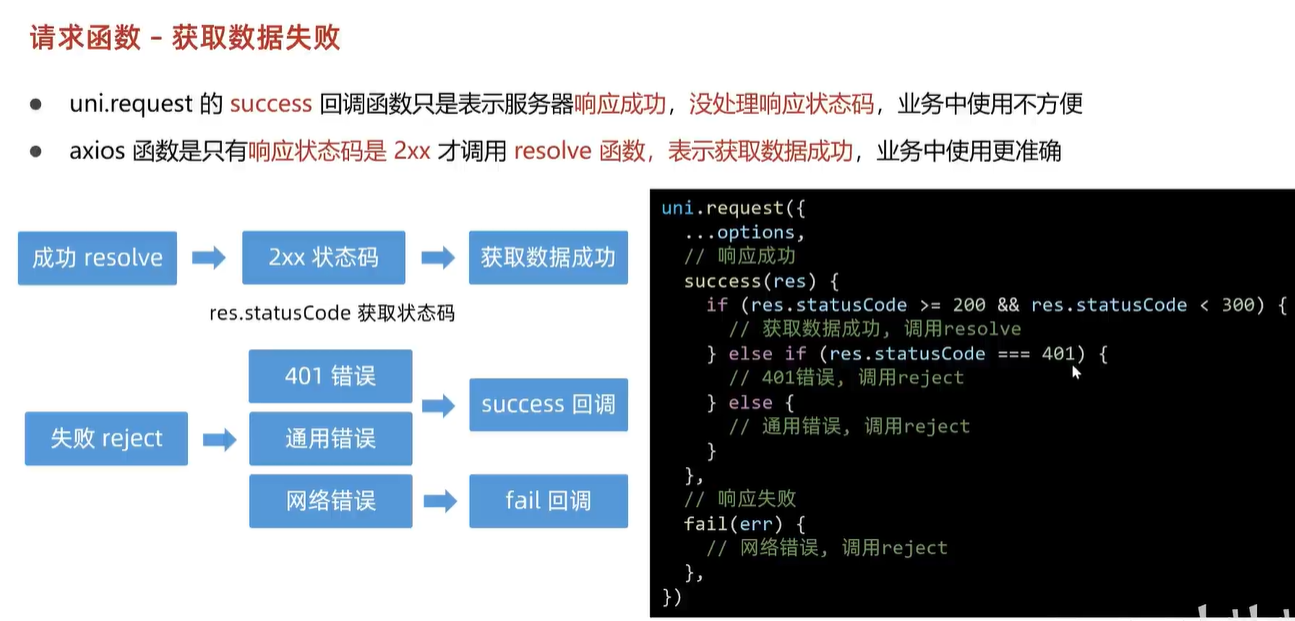 请求函数 – 获取数据失败
● uni.request 的 success 回调函数只是表示服务器响应成功，没处理响应状态码，业务中使用不方便
● axios 函数是只有响应状态码是 2xx 才调用 resolve 函数，表示获取数据成功，业务中使用更准确
成功 resolve
2xx 状态码
获取数据成功
res.statusCode 获取状态码
失败 reject
401 错误
通用错误
网络错误
success 回调
fail 回调
uni.request({
  ...options,
  // 响应成功
  success(res) {
    if (res.statusCode >= 200 && res.statusCode < 300) {
      // 获取数据成功, 调用resolve
    } else if (res.statusCode === 401) {
      // 401错误, 调用reject
    } else {
      // 通用错误, 调用reject
    }
  },
  // 响应失败
  fail(err) {
    // 网络错误, 调用reject
  },
})